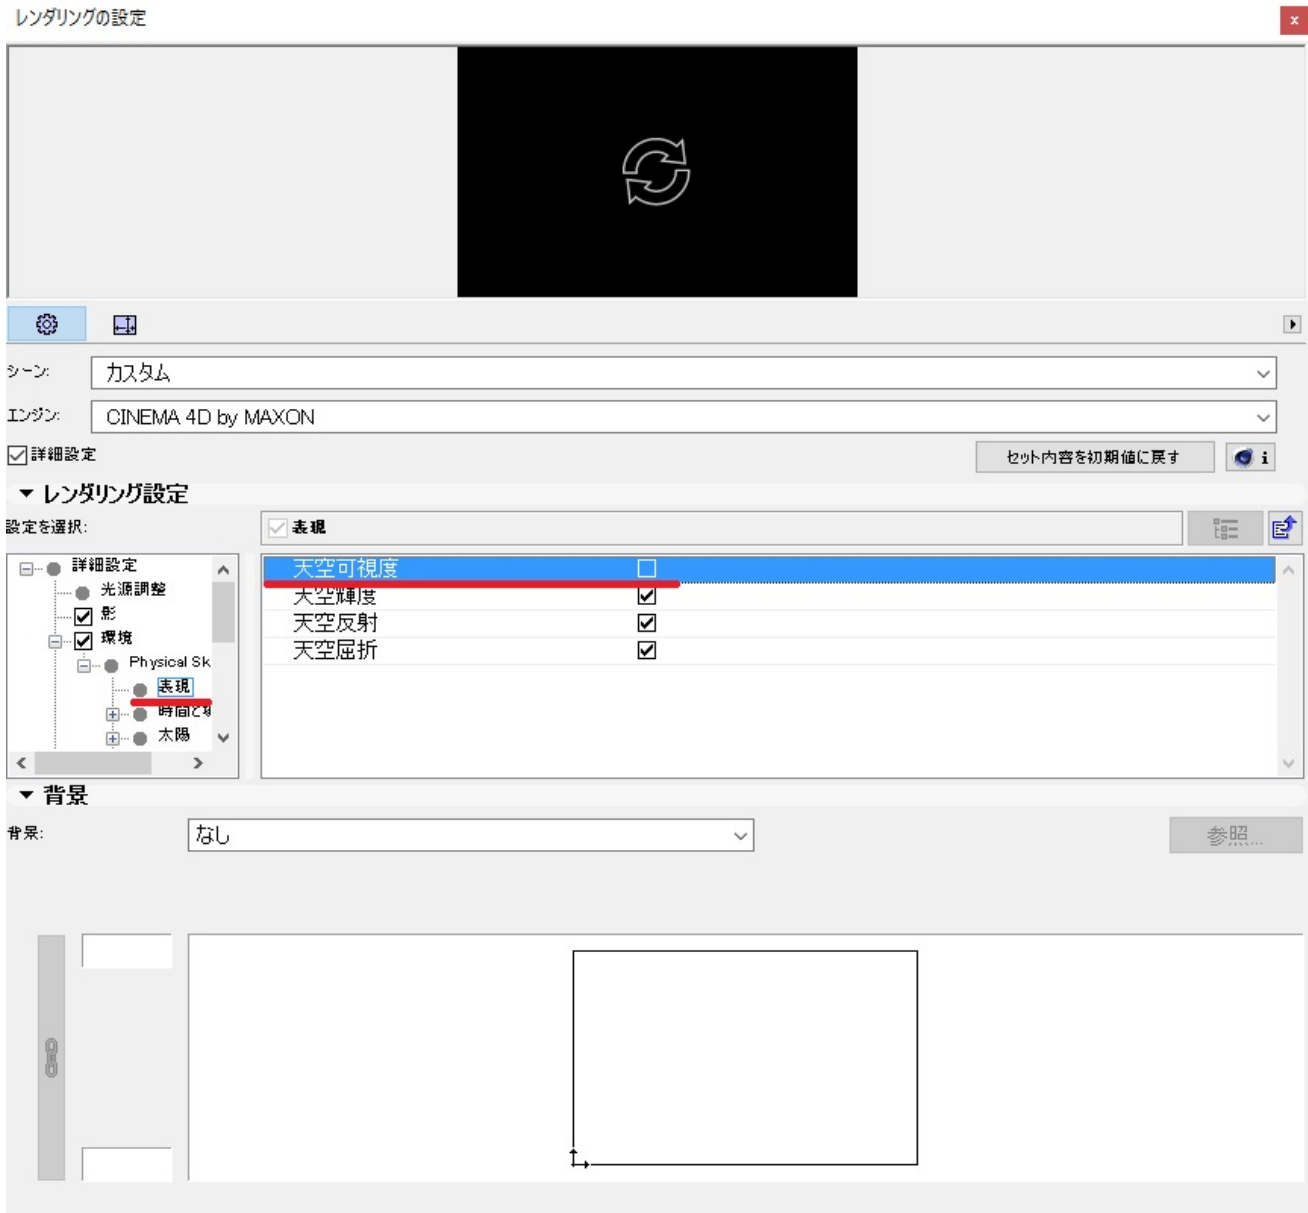 レンダリングの設定
x
シーン:
カスタム
エンジン:
CINEMA 4D by MAXON
詳細設定
セット内容を初期値に戻す
i
レンダリング設定
設定を選択:
表現
詳細設定
光源調整
影
環境
Physical Sk
表現
時間と
太陽
天空可視度
天空輝度
天空反射
天空屈折
背景
背景:
なし
参照...